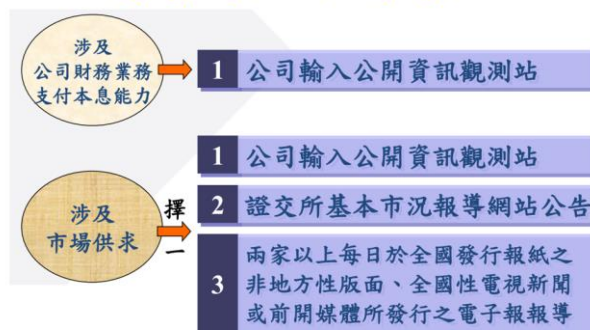 涉及
公司財務業務
支付本息能力
1 公司輸入公開資訊觀測站
1 公司輸入公開資訊觀測站
涉及
市場供求
擇
一
2 證交所基本市況報導網站公告
3 兩家以上每日於全國發行報紙之
非地方性版面、全國性電視新聞
或前開媒體所發行之電子報報導